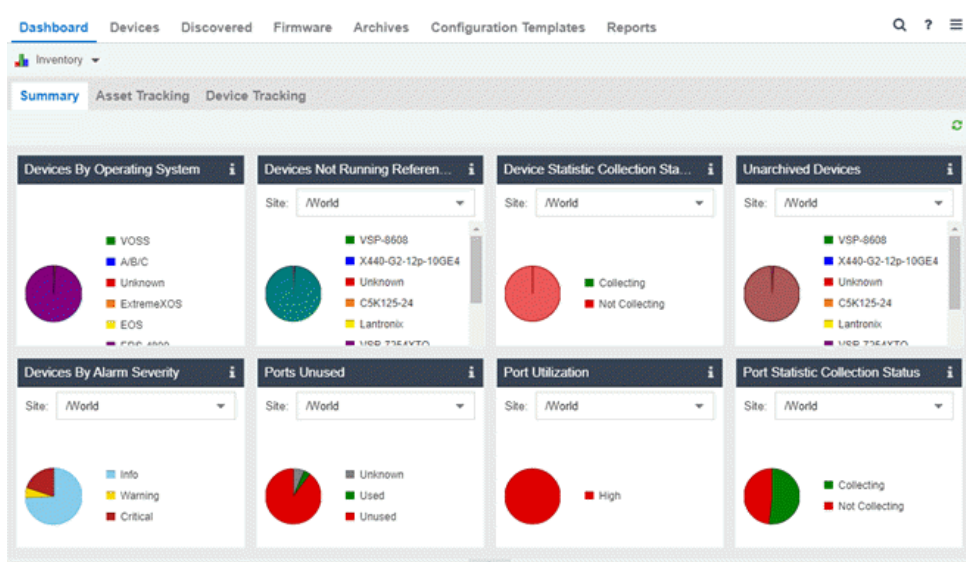 Dashboard Devices Discovered Firmware Archives Configuration Templates Reports ?
Inventory
Summary Asset Tracking Device Tracking
Devices By Operating System i
VOSS
A/B/C
Unknown
ExtremeXOS
EOS
Devices Not Running Referen... i
Site: /World
VSP-8608
X440-G2-12p-10GE4
Unknown
C5K125-24
Lantronix
Device Statistic Collection Sta... i
Site: /World
Collecting
Not Collecting
Unarchived Devices i
Site: /World
VSP-8608
X440-G2-12p-10GE4
Unknown
C5K125-24
Lantronix
Devices By Alarm Severity i
Site: /World
Info
Warning
Critical
Ports Unused i
Site: /World
Unknown
Used
Unused
Port Utilization i
Site: /World
High
Port Statistic Collection Status i
Site: /World
Collecting
Not Collecting